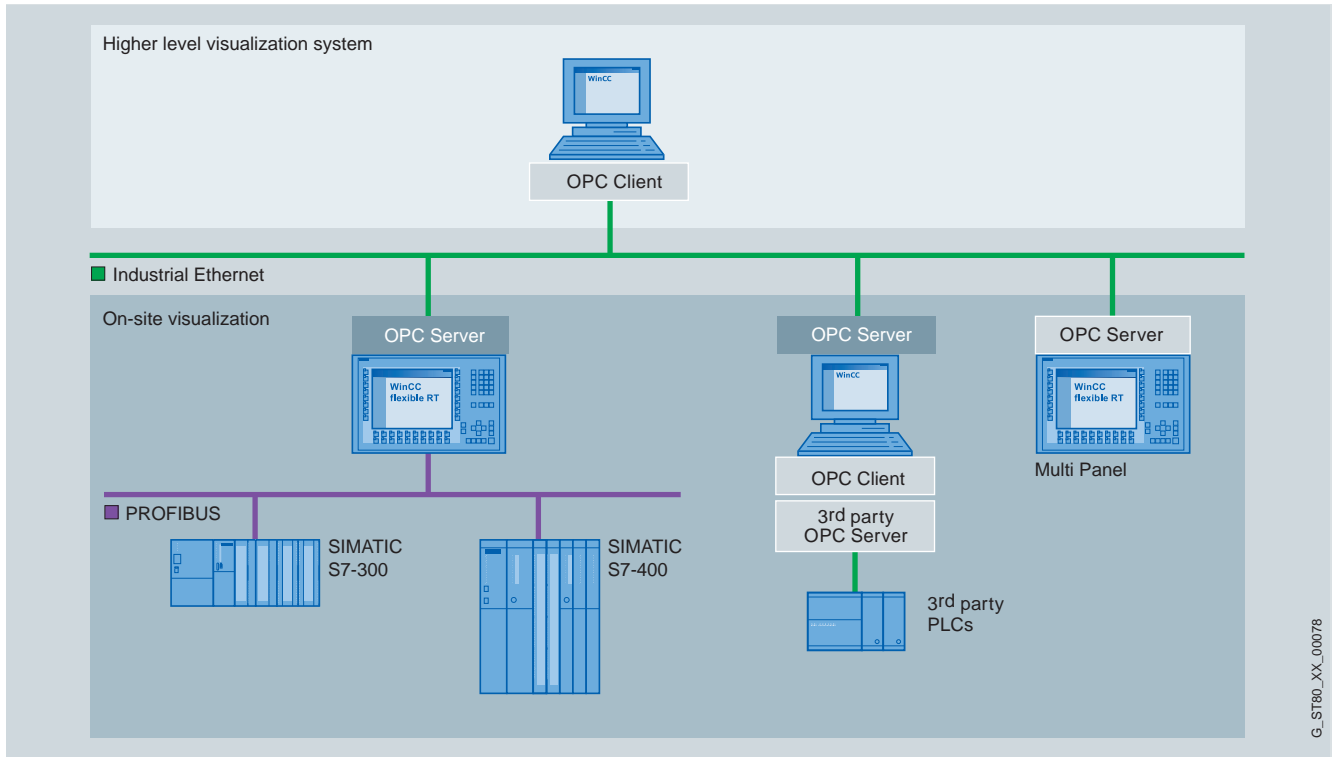 Higher level visualization system
WinCC
OPC Client
Industrial Ethernet
On-site visualization
OPC Server
OPC Server
OPC Server
WinCC
flexible RT
WinCC
WinCC
flexible RT
Multi Panel
OPC Client
3rd party
OPC Server
PROFIBUS
SIMATIC
S7-300
SIMATIC
S7-400
3rd party
PLCs
G_ST80_XX_00078